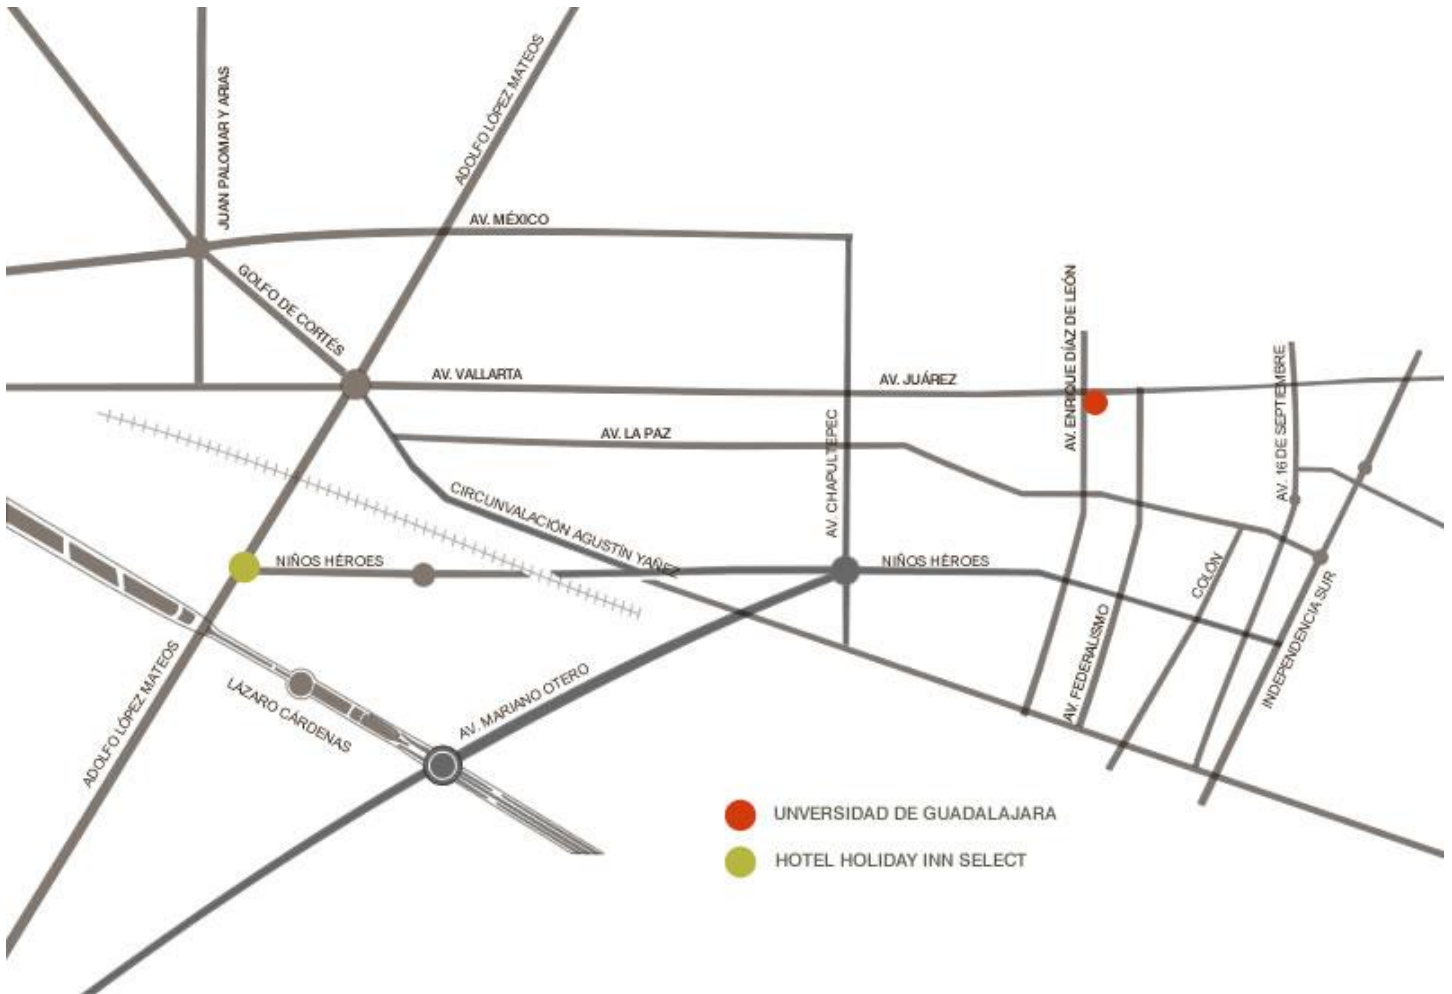 JUAN PALOMAR Y ARIAS
ADOLFO LÓPEZ MATEOS
AV. MÉXICO
GOLFO DE CORTÉS
AV. VALLARTA
AV. JUÁREZ
AV. ENRIQUE DÍAZ DE LEÓN
AV. 16 DE SEPTIEMBRE
AV. LA PAZ
AV. CHAPULTEPEC
CIRCUNVALACIÓN AGUSTÍN YAÑEZ
NIÑOS HÉROES
NIÑOS HÉROES
COLÓN
INDEPENDENCIA SUR
AV. FEDERALISMO
ADOLFO LÓPEZ MATEOS
LÁZARO CÁRDENAS
AV. MARIANO OTERO
UNVERSIDAD DE GUADALAJARA
HOTEL HOLIDAY INN SELECT